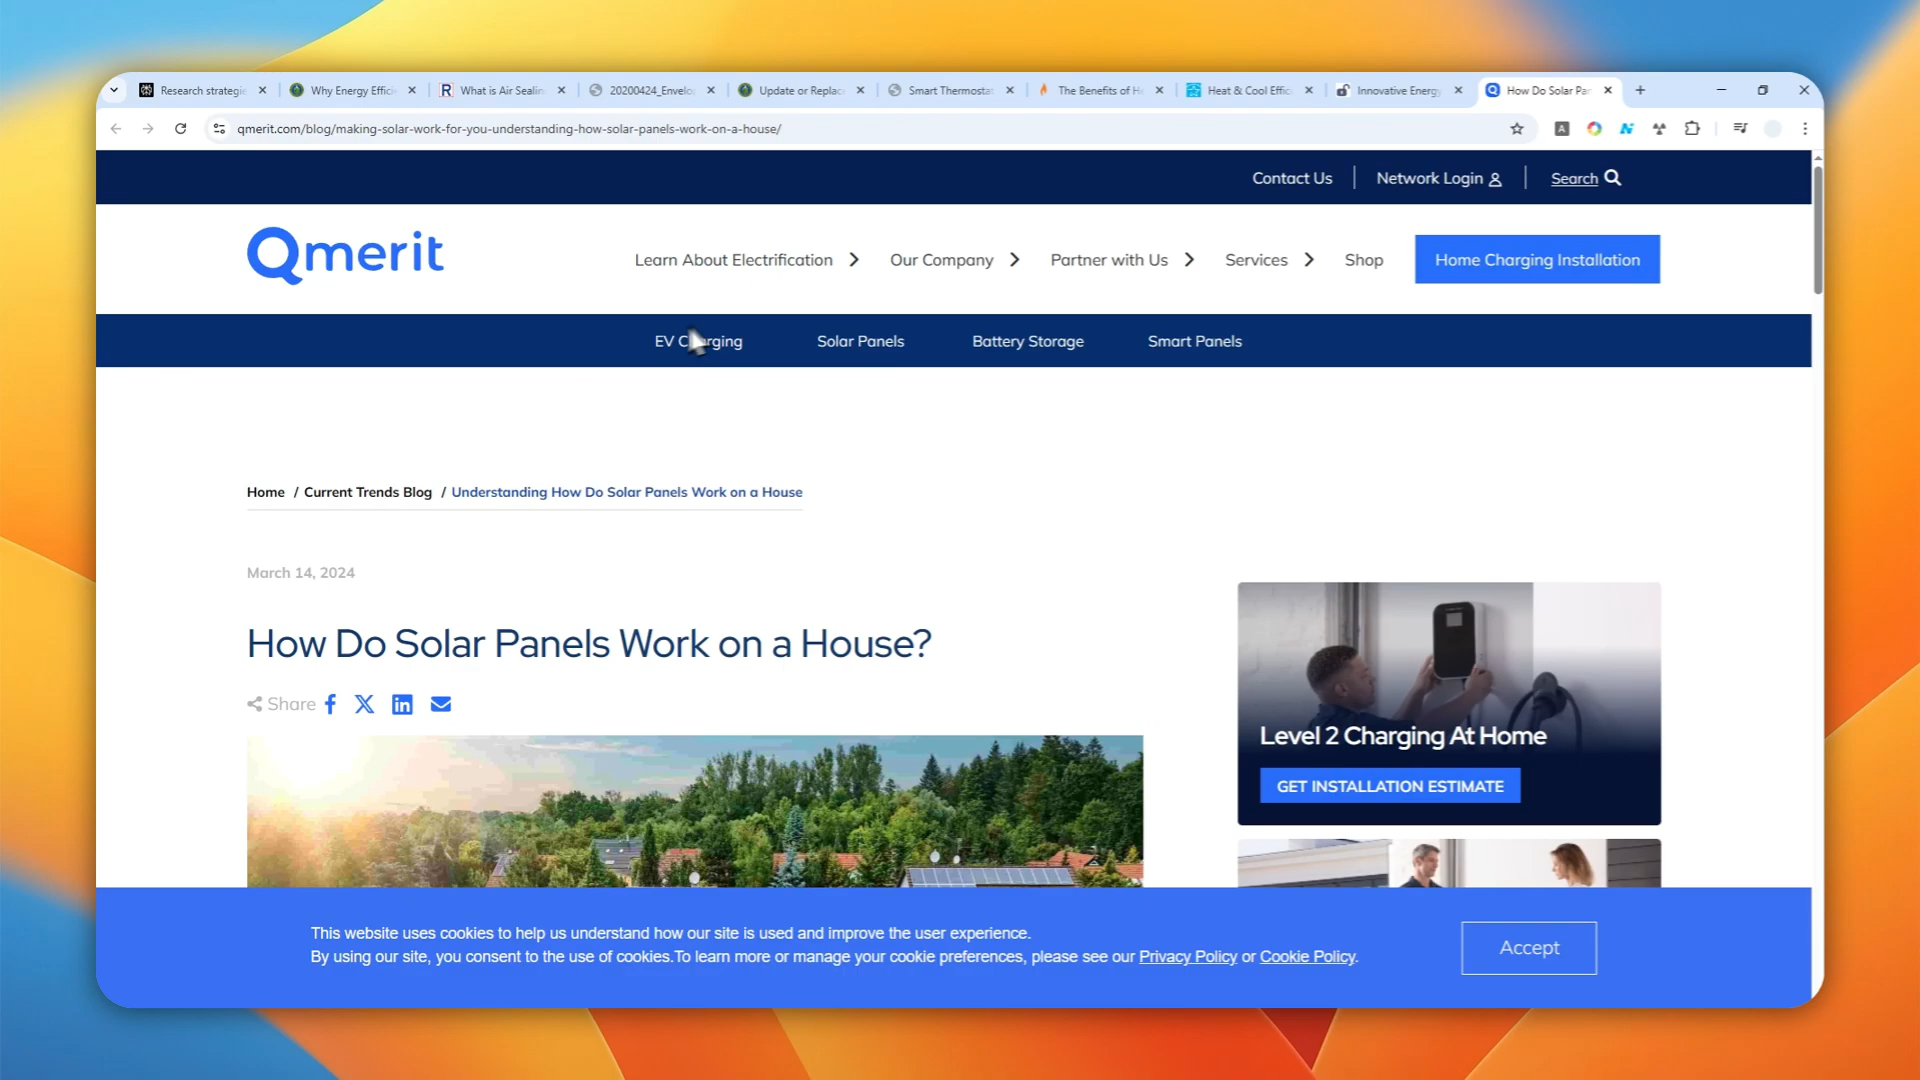 Research strategie
Why Energy Effici
What is Air Sealin
20200424_Envelo
Update or Replac
Smart Thermostat
The Benefits of He
Heat & Cool Effic
Innovative Energy
How Do Solar Pan
qmerit.com/blog/making-solar-work-for-you-understanding-how-solar-panels-work-on-a-house/
Contact Us
Network Login
Search
Qmerit
Learn About Electrification
Our Company
Partner with Us
Services
Shop
Home Charging Installation
EV Charging
Solar Panels
Battery Storage
Smart Panels
Home / Current Trends Blog / Understanding How Do Solar Panels Work on a House
March 14, 2024
How Do Solar Panels Work on a House?
Share
Level 2 Charging At Home
GET INSTALLATION ESTIMATE
This website uses cookies to help us understand how our site is used and improve the user experience.
By using our site, you consent to the use of cookies.To learn more or manage your cookie preferences, please see our Privacy Policy or Cookie Policy.
Accept